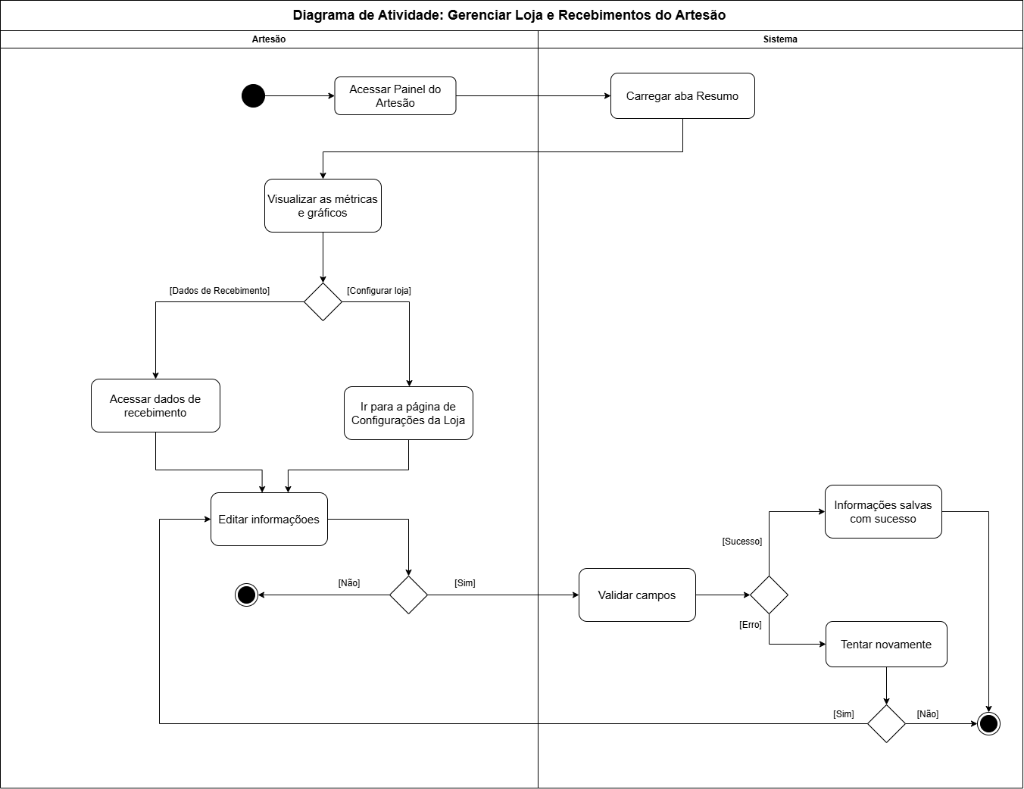 Diagrama de Atividade: Gerenciar Loja e Recebimentos do Artesão
Artesão
Sistema
Acessar Painel do
Artesão
Carregar aba Resumo
Visualizar as métricas
e gráficos
[Dados de Recebimento]
[Configurar loja]
Acessar dados de
recebimento
Ir para a página de
Configurações da Loja
Editar informaçõoes
Informações salvas
com sucesso
[Sucesso]
[Não]
[Sim]
Validar campos
[Erro]
Tentar novamente
[Sim]
[Não]